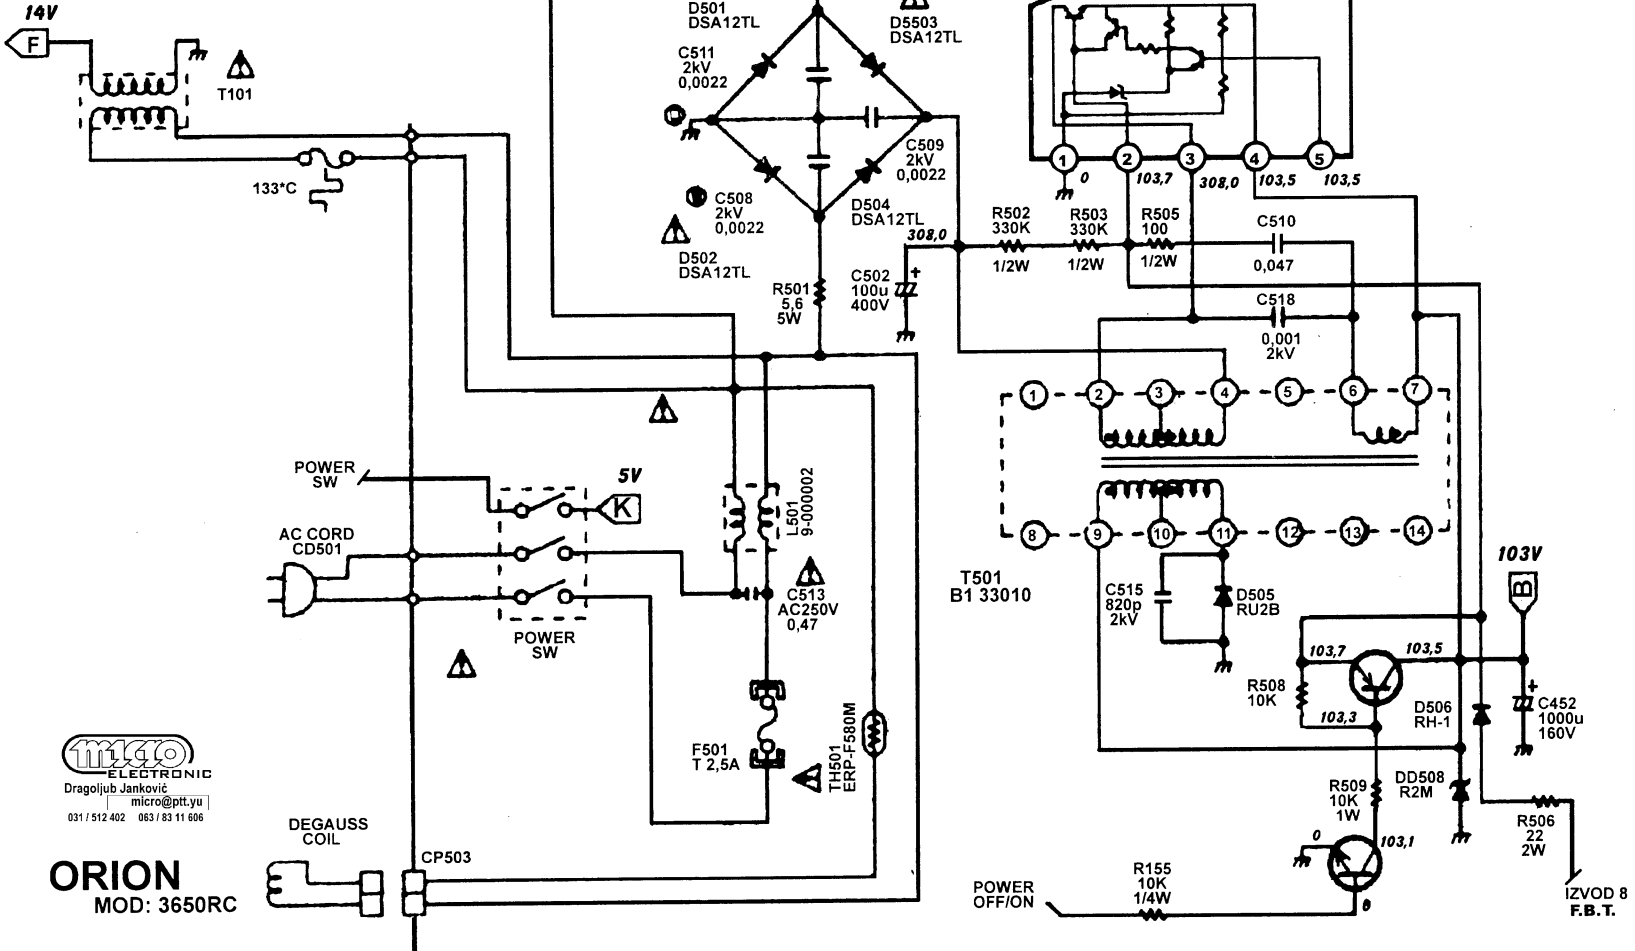 14V
F
T101
133*C
D501
DSA12TL
D5503
DSA12TL
C511
2kV
0,0022
C509
2kV
0,0022
C508
2kV
0,0022
D504
DSA12TL
D502
DSA12TL
R501
5,6
5W
308,0
C502
100u
400V
+
1
2
3
4
5
0
103,7
308,0
103,5
103,5
R502
330K
1/2W
R503
330K
1/2W
R505
100
1/2W
C510
0,047
C518
0,001
2kV
1
2
3
4
5
6
7
8
9
10
11
12
13
14
T501
B1 33010
POWER
SW
5V
K
AC CORD
CD501
POWER
SW
L501
9-000002
C513
AC250V
0,47
F501
T 2,5A
TH501
ERP-F580M
C515
820p
2kV
D505
RU2B
103V
B
103,7
103,5
R508
10K
103,3
D506
RH-1
+
C452
1000u
160V
R509
10K
1W
DD508
R2M
R506
22
2W
0
103,1
R155
10K
1/4W
POWER
OFF/ON
IZVOD 8
F.B.T.
micro
ELECTRONIC
Dragoljub Janković
micro@ptt.yu
031 / 512 402 063 / 83 11 606
DEGAUSS
COIL
CP503
ORION
MOD: 3650RC